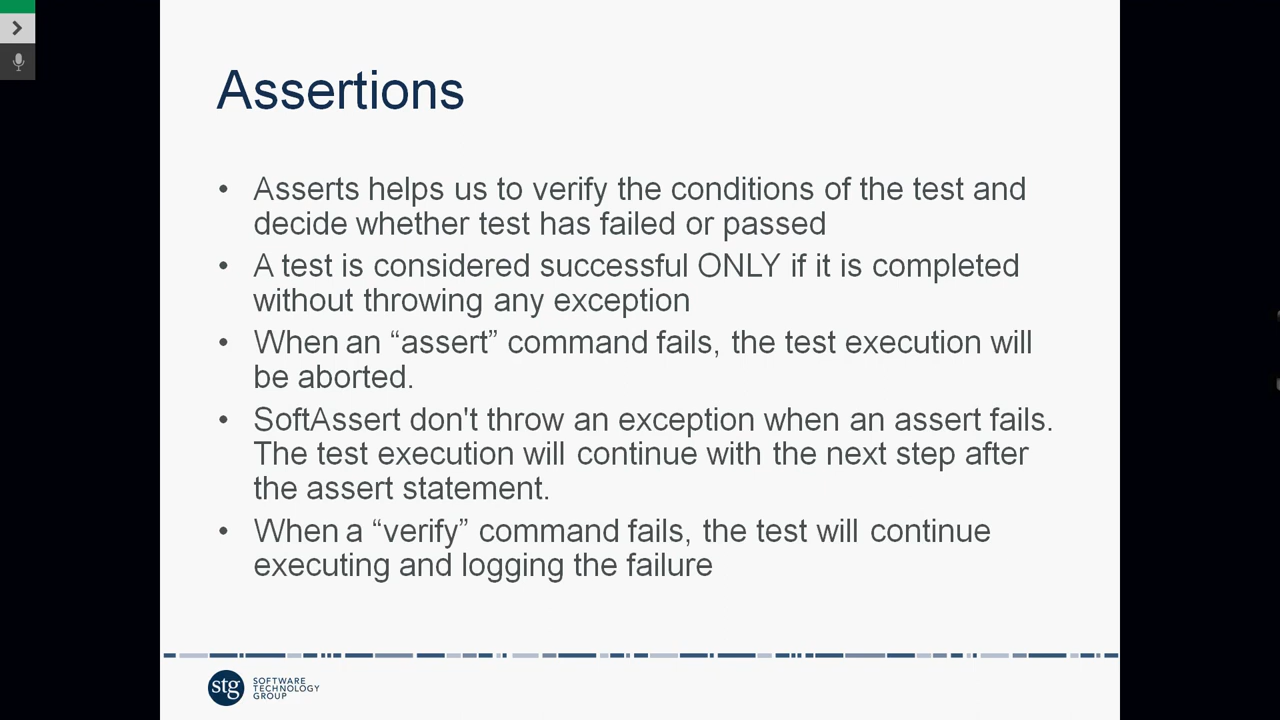 Assertions
• Asserts helps us to verify the conditions of the test and
decide whether test has failed or passed
• A test is considered successful ONLY if it is completed
without throwing any exception
• When an “assert” command fails, the test execution will
be aborted.
• SoftAssert don't throw an exception when an assert fails.
The test execution will continue with the next step after
the assert statement.
• When a “verify” command fails, the test will continue
executing and logging the failure
stg
SOFTWARE
TECHNOLOGY
GROUP